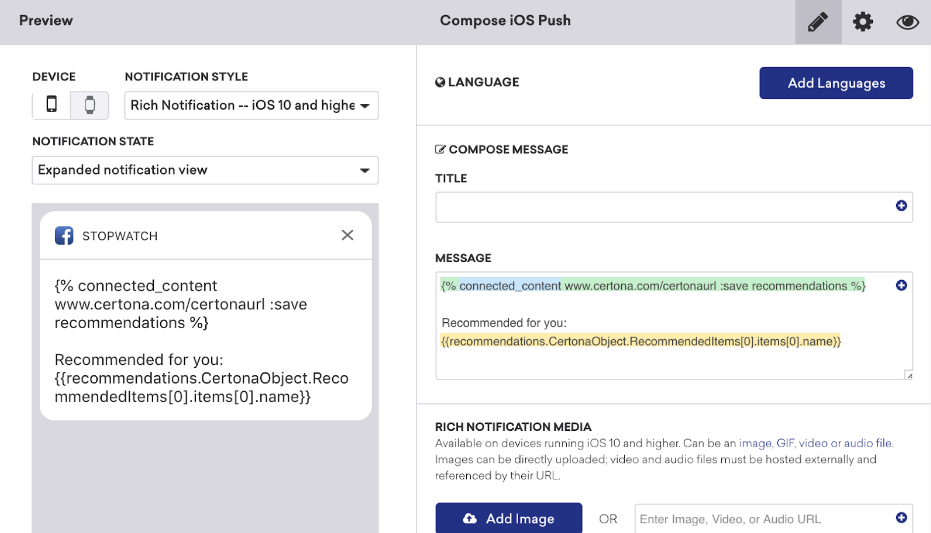 Preview
Compose iOS Push
DEVICE
NOTIFICATION STYLE
Rich Notification -- iOS 10 and highe
NOTIFICATION STATE
Expanded notification view
STOPWATCH
{% connected_content
www.certona.com/certonaurl :save
recommendations %}
Recommended for you:
{{recommendations.CertonaObject.Reco
mmendedItems[0].items[0].name}}
LANGUAGE
Add Languages
COMPOSE MESSAGE
TITLE
MESSAGE
{% connected_content www.certona.com/certonaurl :save recommendations %}
Recommended for you:
{{recommendations.CertonaObject.RecommendedItems[0].items[0].name}}
RICH NOTIFICATION MEDIA
Available on devices running iOS 10 and higher. Can be an image, GIF, video or audio file.
Images can be directly uploaded; video and audio files must be hosted externally and
referenced by their URL.
Add Image
OR
Enter Image, Video, or Audio URL